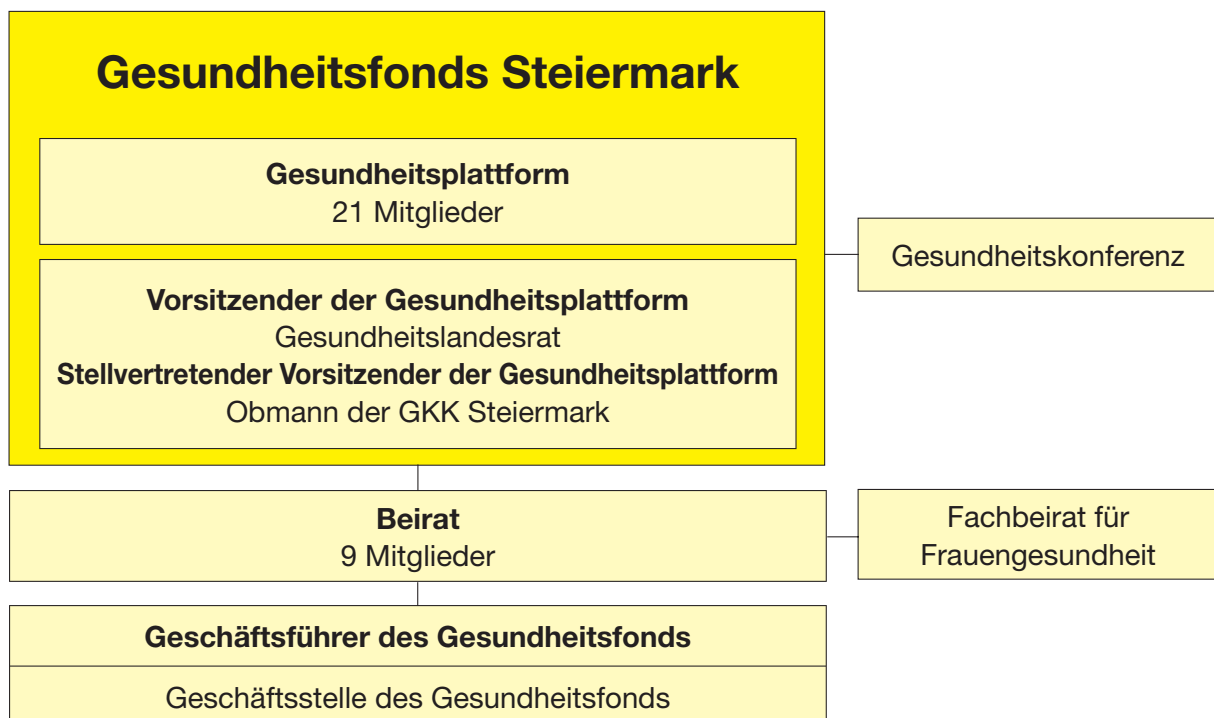 Gesundheitsfonds Steiermark
Gesundheitsplattform
21 Mitglieder
Vorsitzender der Gesundheitsplattform
Gesundheitslandesrat
Stellvertretender Vorsitzender der Gesundheitsplattform
Obmann der GKK Steiermark
Gesundheitskonferenz
Beirat
9 Mitglieder
Fachbeirat für
Frauengesundheit
Geschäftsführer des Gesundheitsfonds
Geschäftsstelle des Gesundheitsfonds